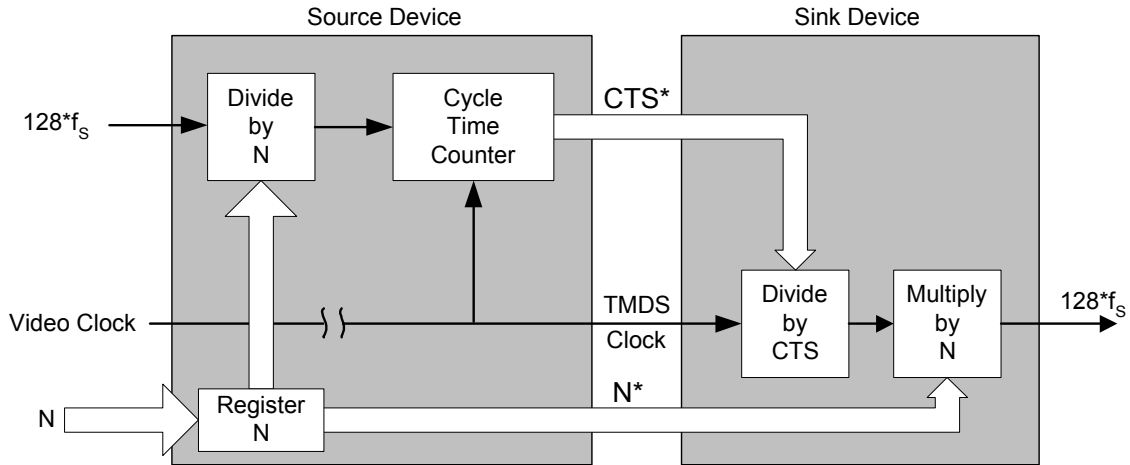 Source Device
Sink Device
128*fS
Divide
by
N
Cycle
Time
Counter
CTS*
Video Clock
TMDS
Clock
Divide
by
CTS
Multiply
by
N
128*fS
N
Register
N
N*